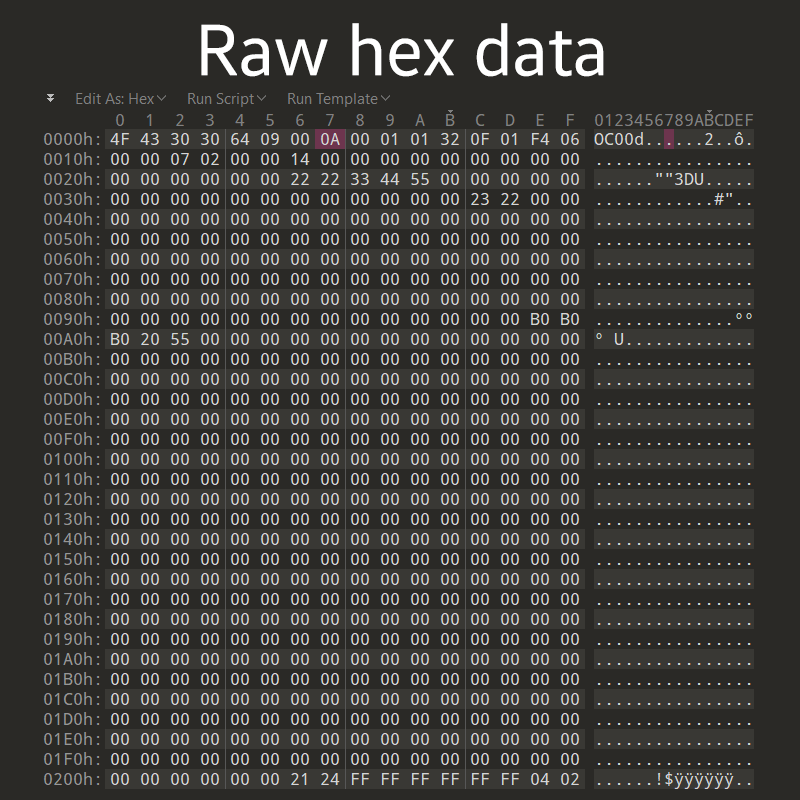 Raw hex data
Edit As: Hex Run Script Run Template
0 1 2 3 4 5 6 7 8 9 A B C D E F 0123456789ABCDEF
0000h: 4F 43 30 30 64 09 00 0A 00 01 01 32 0F 01 F4 06 OC00d......2..ô.
0010h: 00 00 07 02 00 00 14 00 00 00 00 00 00 00 00 00 ................
0020h: 00 00 00 00 00 00 22 22 33 44 55 00 00 00 00 00 ......""3DU.....
0030h: 00 00 00 00 00 00 00 00 00 00 00 00 23 22 00 00 ............#"..
0040h: 00 00 00 00 00 00 00 00 00 00 00 00 00 00 00 00 ................
0050h: 00 00 00 00 00 00 00 00 00 00 00 00 00 00 00 00 ................
0060h: 00 00 00 00 00 00 00 00 00 00 00 00 00 00 00 00 ................
0070h: 00 00 00 00 00 00 00 00 00 00 00 00 00 00 00 00 ................
0080h: 00 00 00 00 00 00 00 00 00 00 00 00 00 00 00 00 ................
0090h: 00 00 00 00 00 00 00 00 00 00 00 00 00 00 B0 B0 ..............°°
00A0h: B0 20 55 00 00 00 00 00 00 00 00 00 00 00 00 00 ° U.............
00B0h: 00 00 00 00 00 00 00 00 00 00 00 00 00 00 00 00 ................
00C0h: 00 00 00 00 00 00 00 00 00 00 00 00 00 00 00 00 ................
00D0h: 00 00 00 00 00 00 00 00 00 00 00 00 00 00 00 00 ................
00E0h: 00 00 00 00 00 00 00 00 00 00 00 00 00 00 00 00 ................
00F0h: 00 00 00 00 00 00 00 00 00 00 00 00 00 00 00 00 ................
0100h: 00 00 00 00 00 00 00 00 00 00 00 00 00 00 00 00 ................
0110h: 00 00 00 00 00 00 00 00 00 00 00 00 00 00 00 00 ................
0120h: 00 00 00 00 00 00 00 00 00 00 00 00 00 00 00 00 ................
0130h: 00 00 00 00 00 00 00 00 00 00 00 00 00 00 00 00 ................
0140h: 00 00 00 00 00 00 00 00 00 00 00 00 00 00 00 00 ................
0150h: 00 00 00 00 00 00 00 00 00 00 00 00 00 00 00 00 ................
0160h: 00 00 00 00 00 00 00 00 00 00 00 00 00 00 00 00 ................
0170h: 00 00 00 00 00 00 00 00 00 00 00 00 00 00 00 00 ................
0180h: 00 00 00 00 00 00 00 00 00 00 00 00 00 00 00 00 ................
0190h: 00 00 00 00 00 00 00 00 00 00 00 00 00 00 00 00 ................
01A0h: 00 00 00 00 00 00 00 00 00 00 00 00 00 00 00 00 ................
01B0h: 00 00 00 00 00 00 00 00 00 00 00 00 00 00 00 00 ................
01C0h: 00 00 00 00 00 00 00 00 00 00 00 00 00 00 00 00 ................
01D0h: 00 00 00 00 00 00 00 00 00 00 00 00 00 00 00 00 ................
01E0h: 00 00 00 00 00 00 00 00 00 00 00 00 00 00 00 00 ................
01F0h: 00 00 00 00 00 00 00 00 00 00 00 00 00 00 00 00 ................
0200h: 00 00 00 00 00 00 21 24 FF FF FF FF FF FF 04 02 ......!$ÿÿÿÿÿÿ..